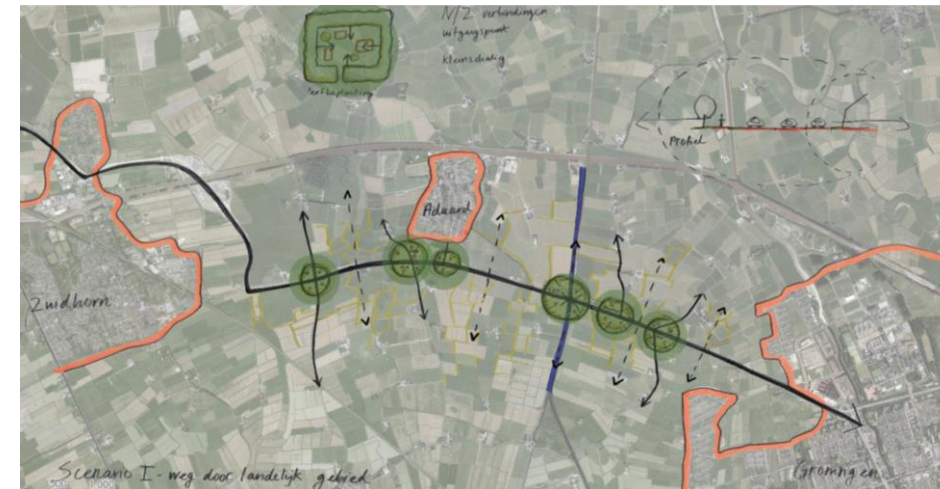 N/Z verbindingen
uitgangspunt
kleinschalig
erfbeplanting
Profiel
Aduard
Zuidhorn
Scenario I - weg door landelijk gebied
Groningen